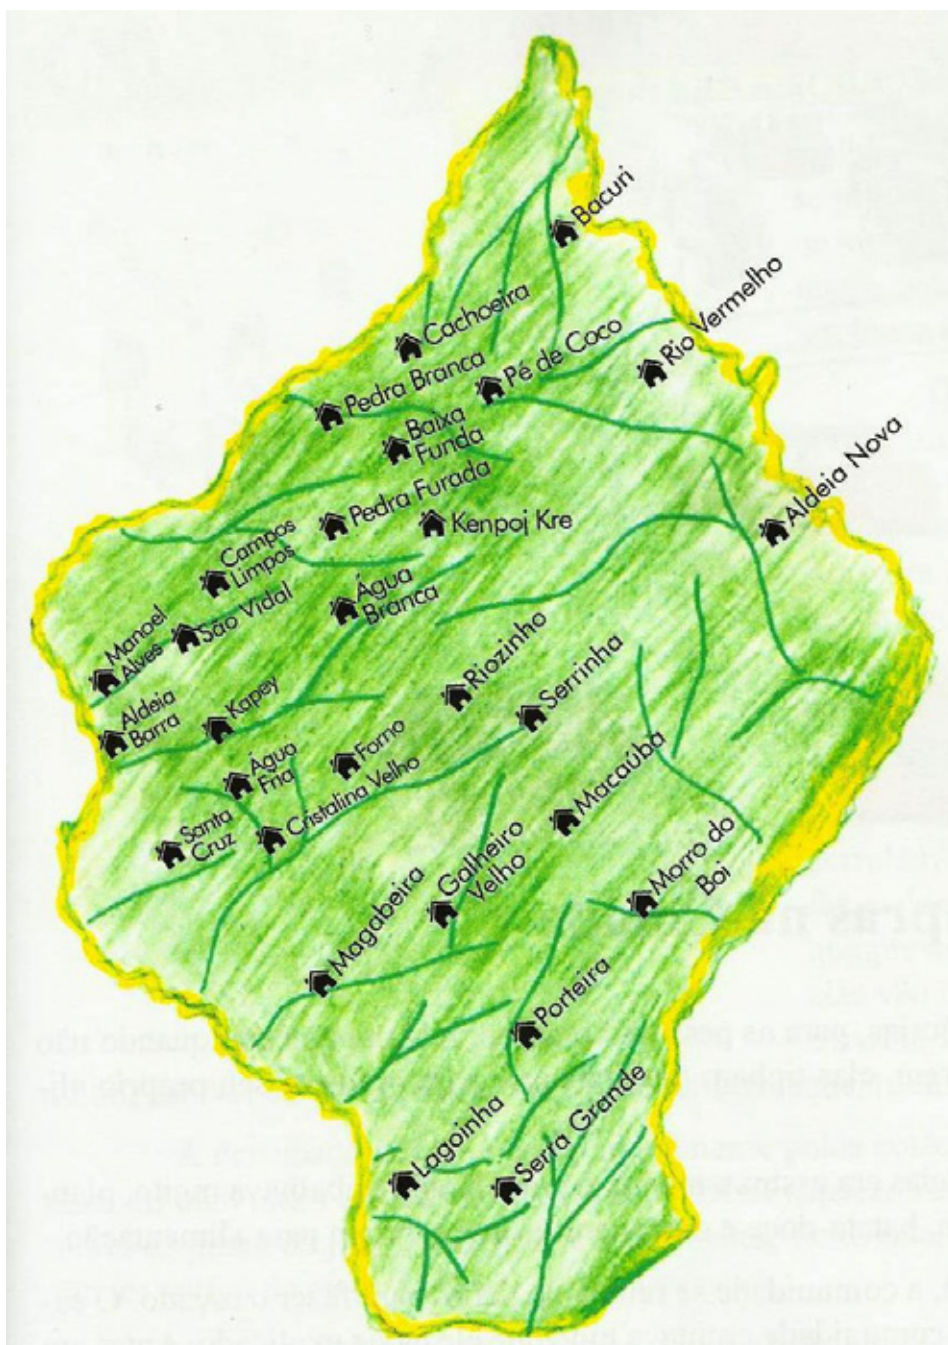 Bacuri
Cachoeira
Rio Vermelho
Pedra Branca
Pé de Coco
Baixa
Funda
Pedra Furada
Kenpoj Kre
Aldeia Nova
Campos
Limpos
São Vidal
Água
Branca
Manoel
Alves
Aldeia
Barra
Kapey
Riozinho
Serrinha
Água
Fria
Forno
Cristalina Velho
Santa
Cruz
Macaúba
Galheiro
Velho
Morro do
Boi
Magabeira
Porteira
Lagoinha
Serra Grande